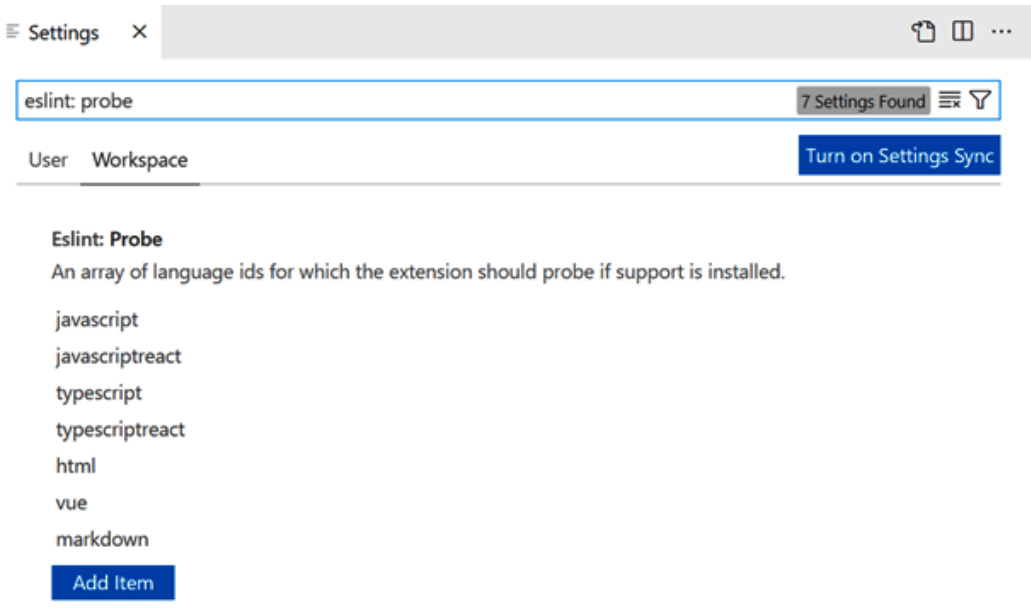 Settings
eslint: probe
7 Settings Found
User Workspace
Turn on Settings Sync
Eslint: Probe
An array of language ids for which the extension should probe if support is installed.
javascript
javascriptreact
typescript
typescriptreact
html
vue
markdown
Add Item